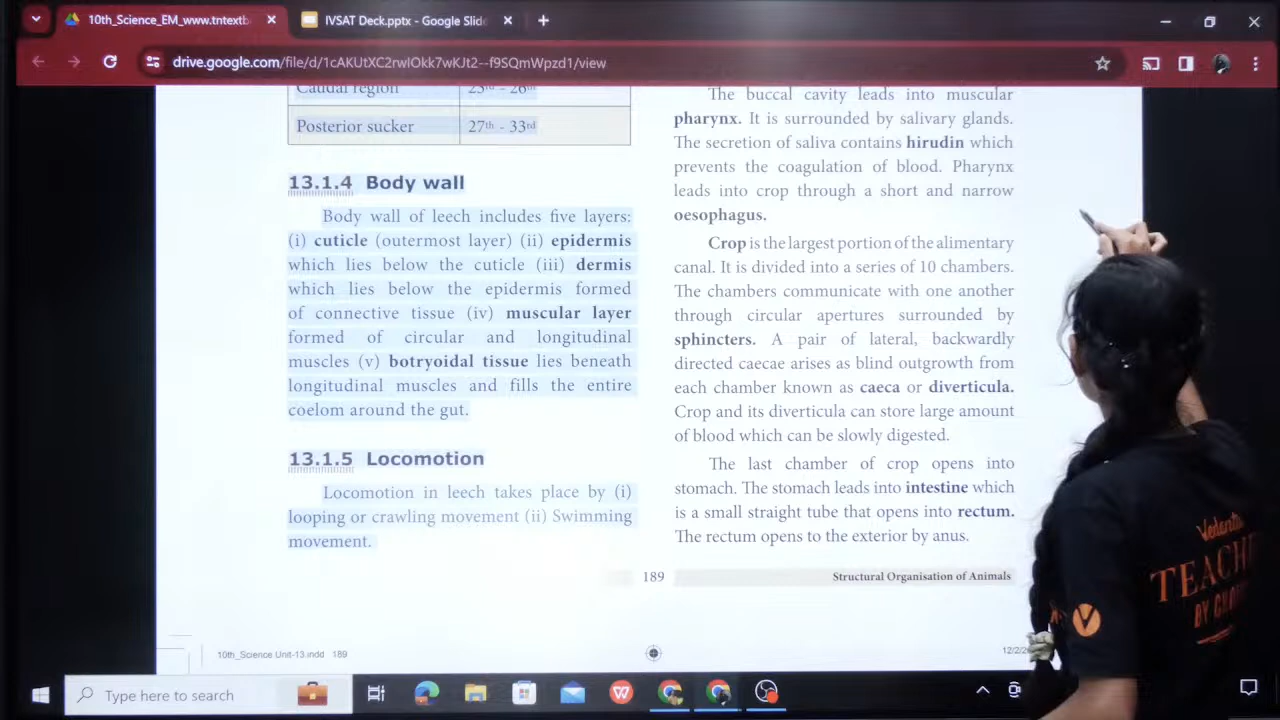 10th_Science_EM_www.tntextb
IVSAT Deck.pptx - Google Slid
drive.google.com/file/d/1cAKUtXC2rwIOkk7wKJt2--f9SQmWpzd1/view
Caudal region 23rd - 26th
Posterior sucker 27th - 33rd
13.1.4 Body wall
Body wall of leech includes five layers:
(i) cuticle (outermost layer) (ii) epidermis
which lies below the cuticle (iii) dermis
which lies below the epidermis formed
of connective tissue (iv) muscular layer
formed of circular and longitudinal
muscles (v) botryoidal tissue lies beneath
longitudinal muscles and fills the entire
coelom around the gut.
13.1.5 Locomotion
Locomotion in leech takes place by (i)
looping or crawling movement (ii) Swimming
movement.
The buccal cavity leads into muscular
pharynx. It is surrounded by salivary glands.
The secretion of saliva contains hirudin which
prevents the coagulation of blood. Pharynx
leads into crop through a short and narrow
oesophagus.
Crop is the largest portion of the alimentary
canal. It is divided into a series of 10 chambers.
The chambers communicate with one another
through circular apertures surrounded by
sphincters. A pair of lateral, backwardly
directed caecae arises as blind outgrowth from
each chamber known as caeca or diverticula.
Crop and its diverticula can store large amount
of blood which can be slowly digested.
The last chamber of crop opens into
stomach. The stomach leads into intestine which
is a small straight tube that opens into rectum.
The rectum opens to the exterior by anus.
189
Structural Organisation of Animals
10th_Science Unit-13.indd 189
12/2/2
Type here to search
Vedantu
TEACHE
BY CHO
V